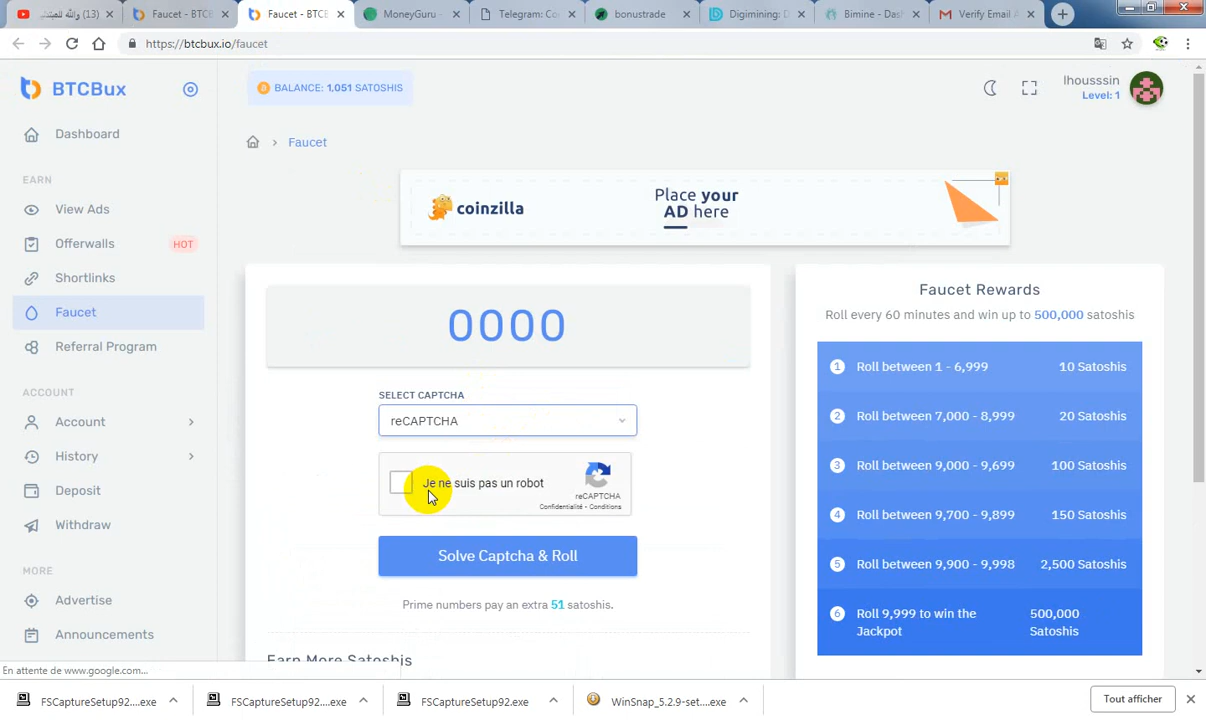 (3) والله للمبتد
Faucet - BTC
Faucet - BTC
MoneyGuru -
Telegram: Co
bonustrade
Digimining: D
Bimine - Das
Verify Email A
https://btcbux.io/faucet
BTCBux
BALANCE: 1,051 SATOSHIS
lhousssin
Level: 1
Dashboard
Faucet
EARN
View Ads
Offerwalls HOT
Shortlinks
Faucet
Referral Program
ACCOUNT
Account
History
Deposit
Withdraw
MORE
Advertise
Announcements
coinzilla
Place your
AD here
0000
SELECT CAPTCHA
reCAPTCHA
Je ne suis pas un robot
reCAPTCHA
Confidentialité - Conditions
Solve Captcha & Roll
Prime numbers pay an extra 51 satoshis.
Earn More Satoshis
Faucet Rewards
Roll every 60 minutes and win up to 500,000 satoshis
1 Roll between 1 - 6,999 10 Satoshis
2 Roll between 7,000 - 8,999 20 Satoshis
3 Roll between 9,000 - 9,699 100 Satoshis
4 Roll between 9,700 - 9,899 150 Satoshis
5 Roll between 9,900 - 9,998 2,500 Satoshis
6 Roll 9,999 to win the Jackpot 500,000 Satoshis
En attente de www.google.com...
FSCaptureSetup92....exe
FSCaptureSetup92....exe
FSCaptureSetup92.exe
WinSnap_5.2.9-set....exe
Tout afficher